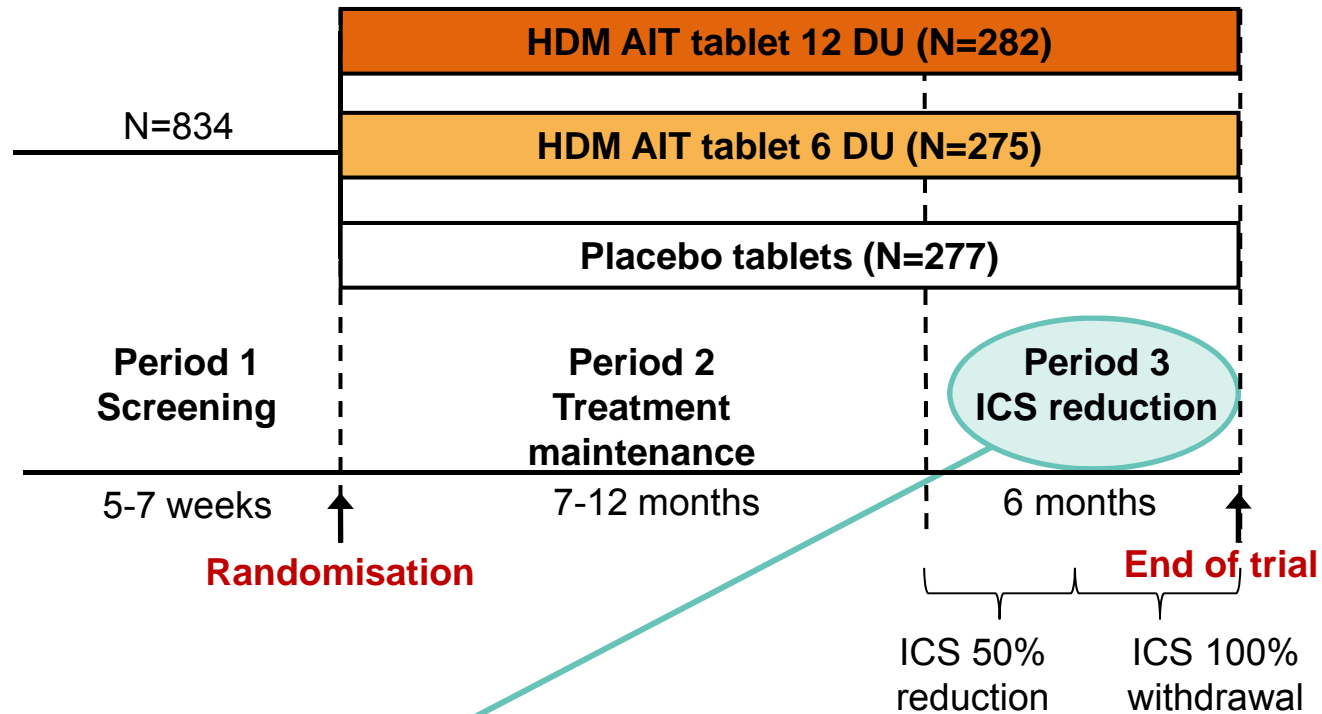 HDM AIT tablet 12 DU (N=282)
N=834
HDM AIT tablet 6 DU (N=275)
Placebo tablets (N=277)
Period 1
Screening
Period 2
Treatment
maintenance
Period 3
ICS reduction
5-7 weeks
7-12 months
6 months
Randomisation
End of trial
ICS 50%
reduction
ICS 100%
withdrawal